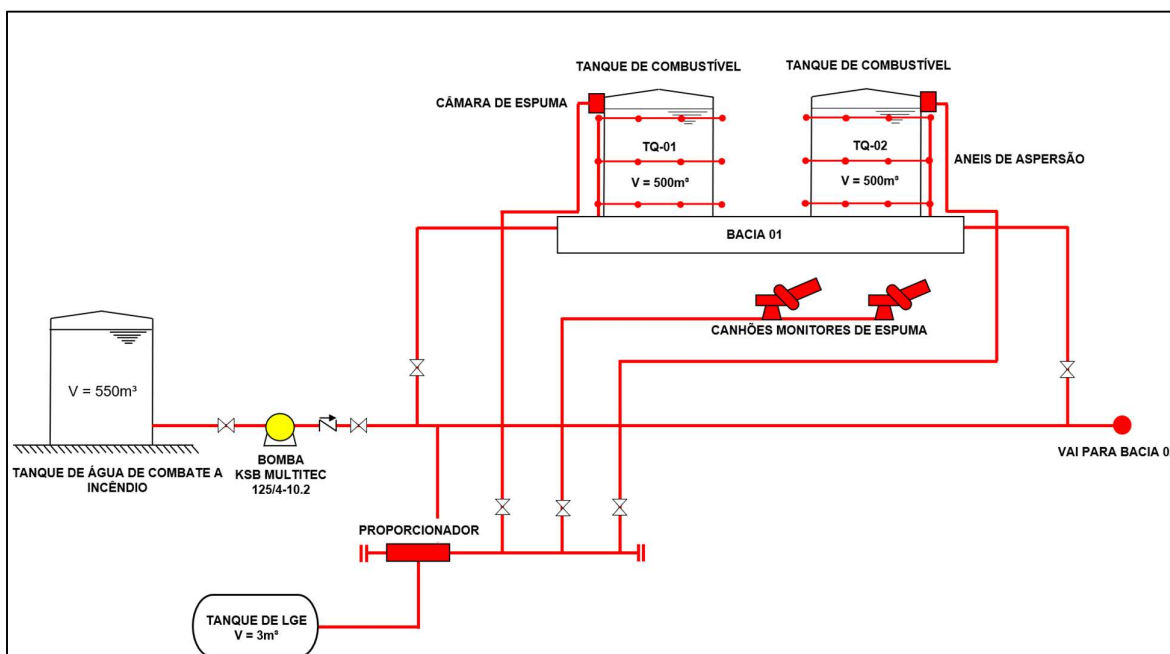 TANQUE DE COMBUSTÍVEL
TANQUE DE COMBUSTÍVEL
CÂMARA DE ESPUMA
TQ-01
V = 500m³
TQ-02
V = 500m³
ANEIS DE ASPERSÃO
BACIA 01
CANHÕES MONITORES DE ESPUMA
V = 550m³
TANQUE DE ÁGUA DE COMBATE A
INCÊNDIO
BOMBA
KSB MULTITEC
125/4-10.2
VAI PARA BACIA 0
PROPORCIONADOR
TANQUE DE LGE
V = 3m³